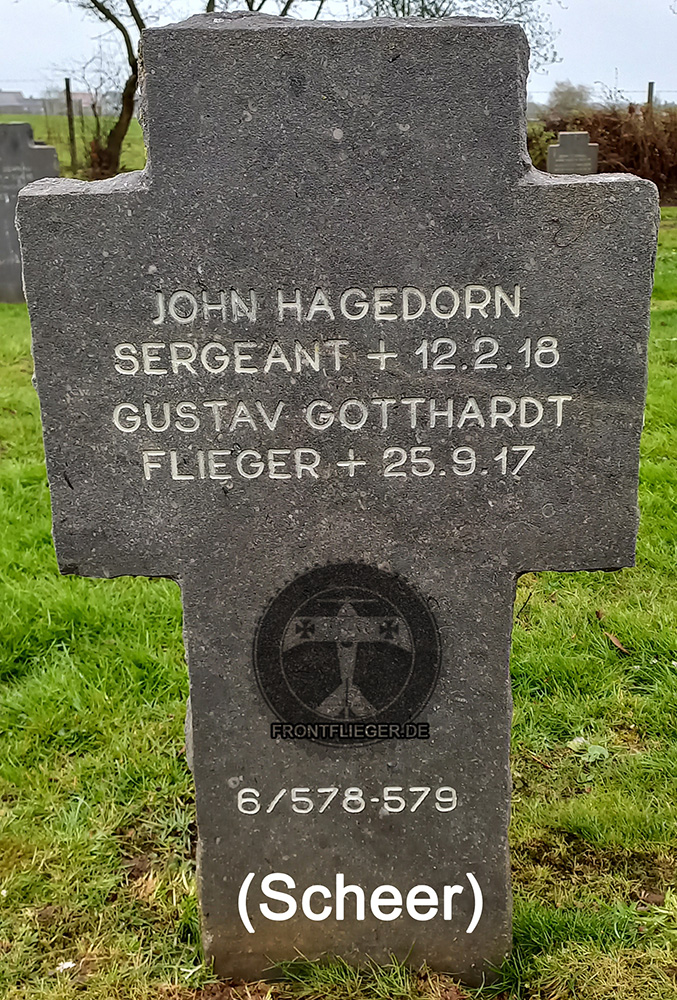 JOHN HAGEDORN
SERGEANT + 12.2.18
GUSTAV GOTTHARDT
FLIEGER + 25.9.17
FRONTFLIEGER.DE
6/578-579
(Scheer)